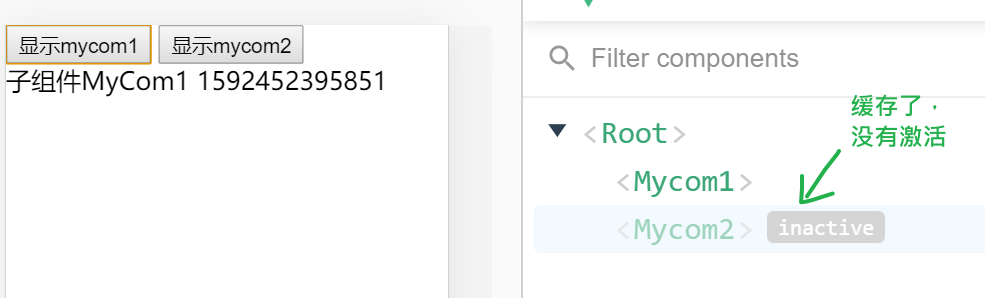 显示mycom1 显示mycom2
子组件MyCom1 1592452395851
Filter components
缓存了，
没有激活
<Root>
<Mycom1>
<Mycom2> inactive